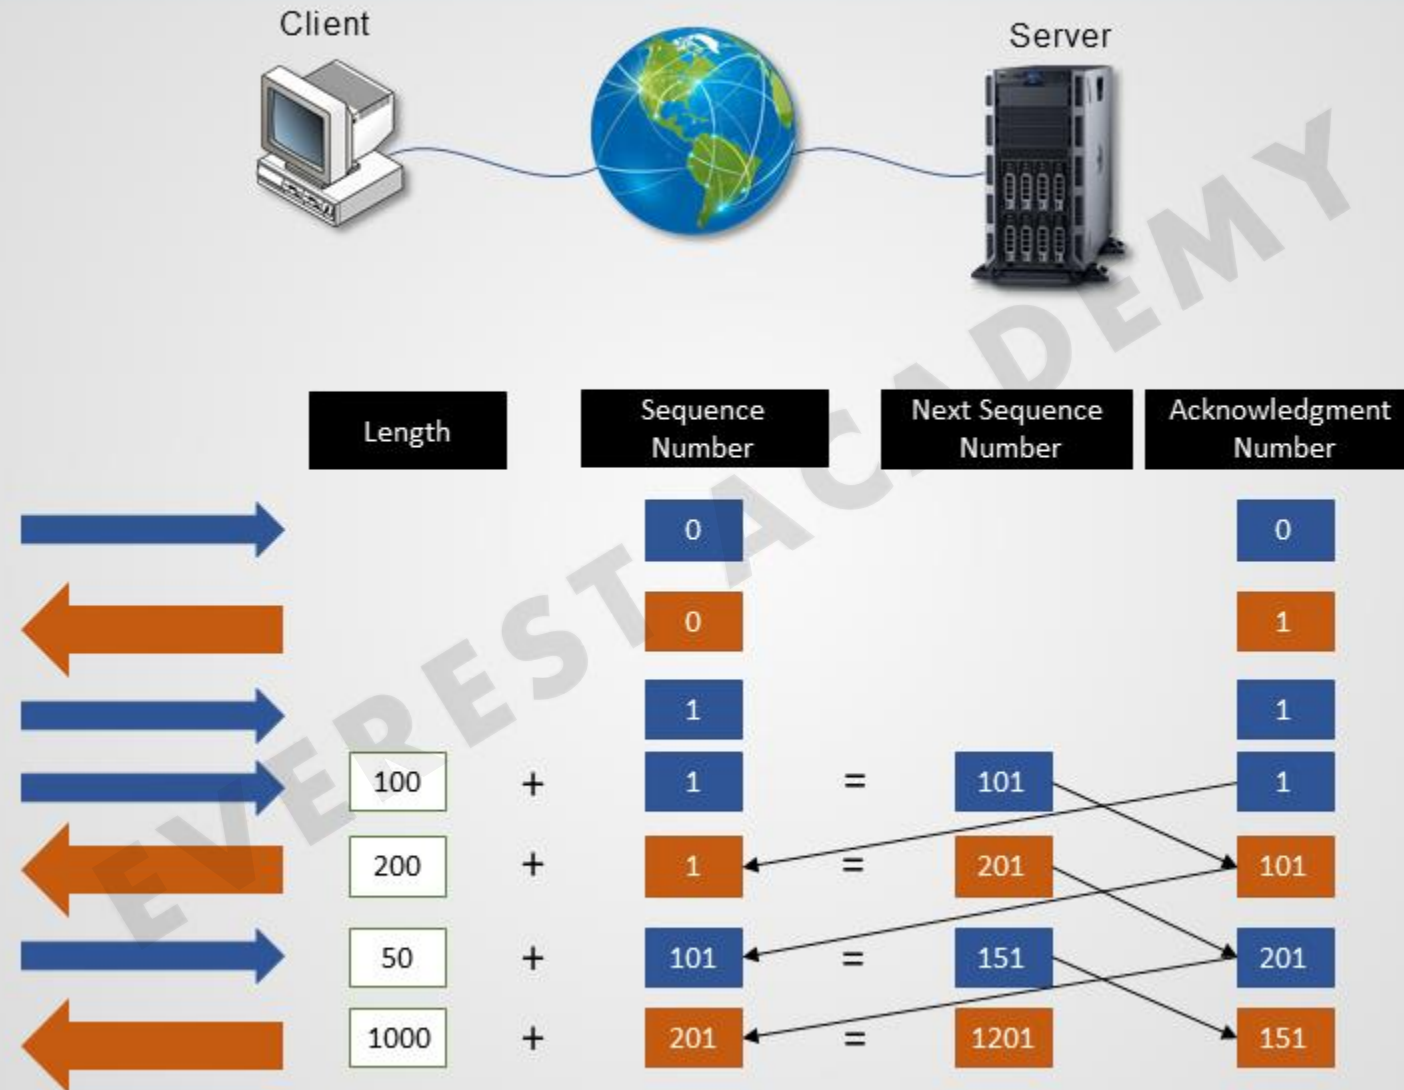 Client
Server
EVEREST ACADEMY
Length
Sequence
Number
Next Sequence
Number
Acknowledgment
Number
0 0
0 1
1 1
100 + 1 = 101 1
200 + 1 = 201 101
50 + 101 = 151 201
1000 + 201 = 1201 151